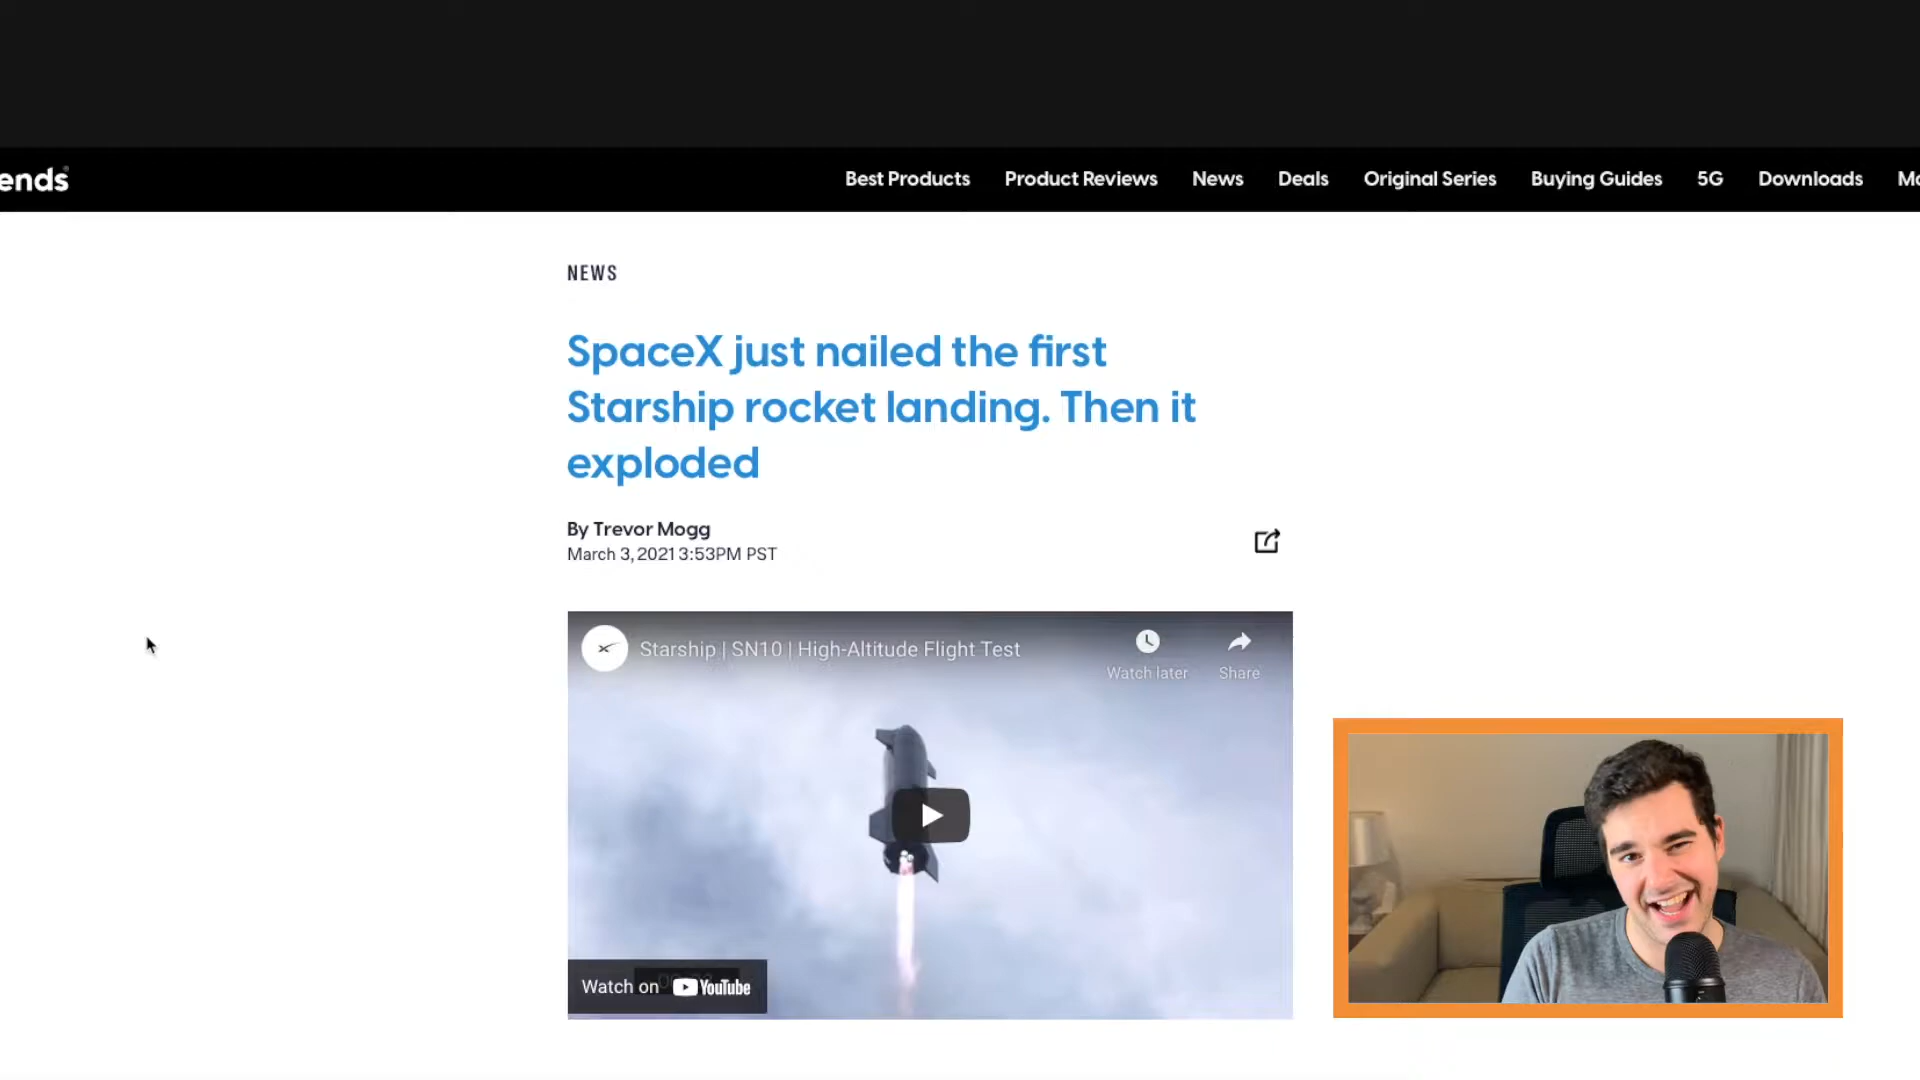 ends
Best Products Product Reviews News Deals Original Series Buying Guides 5G Downloads Mo
NEWS
SpaceX just nailed the first
Starship rocket landing. Then it
exploded
By Trevor Mogg
March 3, 2021 3:53PM PST
Starship | SN10 | High-Altitude Flight Test
Watch later
Share
Watch on YouTube